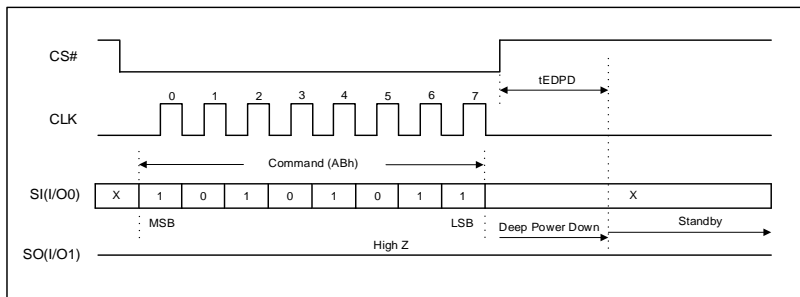 CS#
tEDPD
0 1 2 3 4 5 6 7
CLK
Command (ABh)
SI(I/O0) X 1 0 1 0 1 0 1 1 X
MSB LSB Deep Power Down Standby
High Z
SO(I/O1)